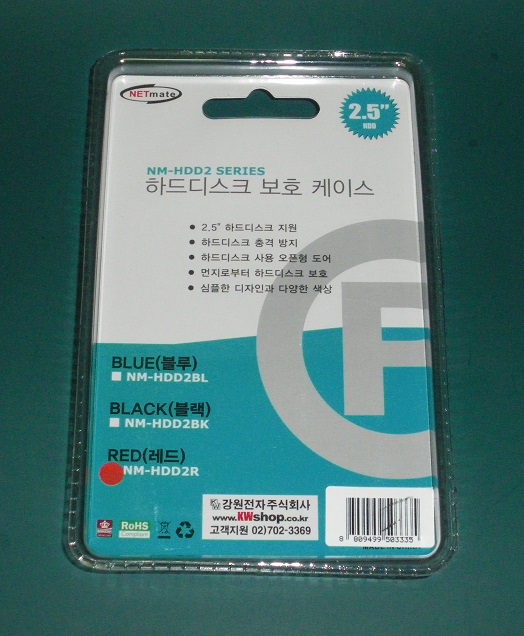 NETmate
2.5"
HDD
NM-HDD2 SERIES
하드디스크 보호 케이스
● 2.5" 하드디스크 지원
● 하드디스크 충격 방지
● 하드디스크 사용 오픈형 도어
● 먼지로부터 하드디스크 보호
● 심플한 디자인과 다양한 색상
F
BLUE(블루)
NM-HDD2BL
BLACK(블랙)
NM-HDD2BK
RED(레드)
NM-HDD2R
RoHS
Compliant
강원전자주식회사
www.KWshop.co.kr
고객지원 02)702-3369
8 809499 503335
MADE IN CHINA